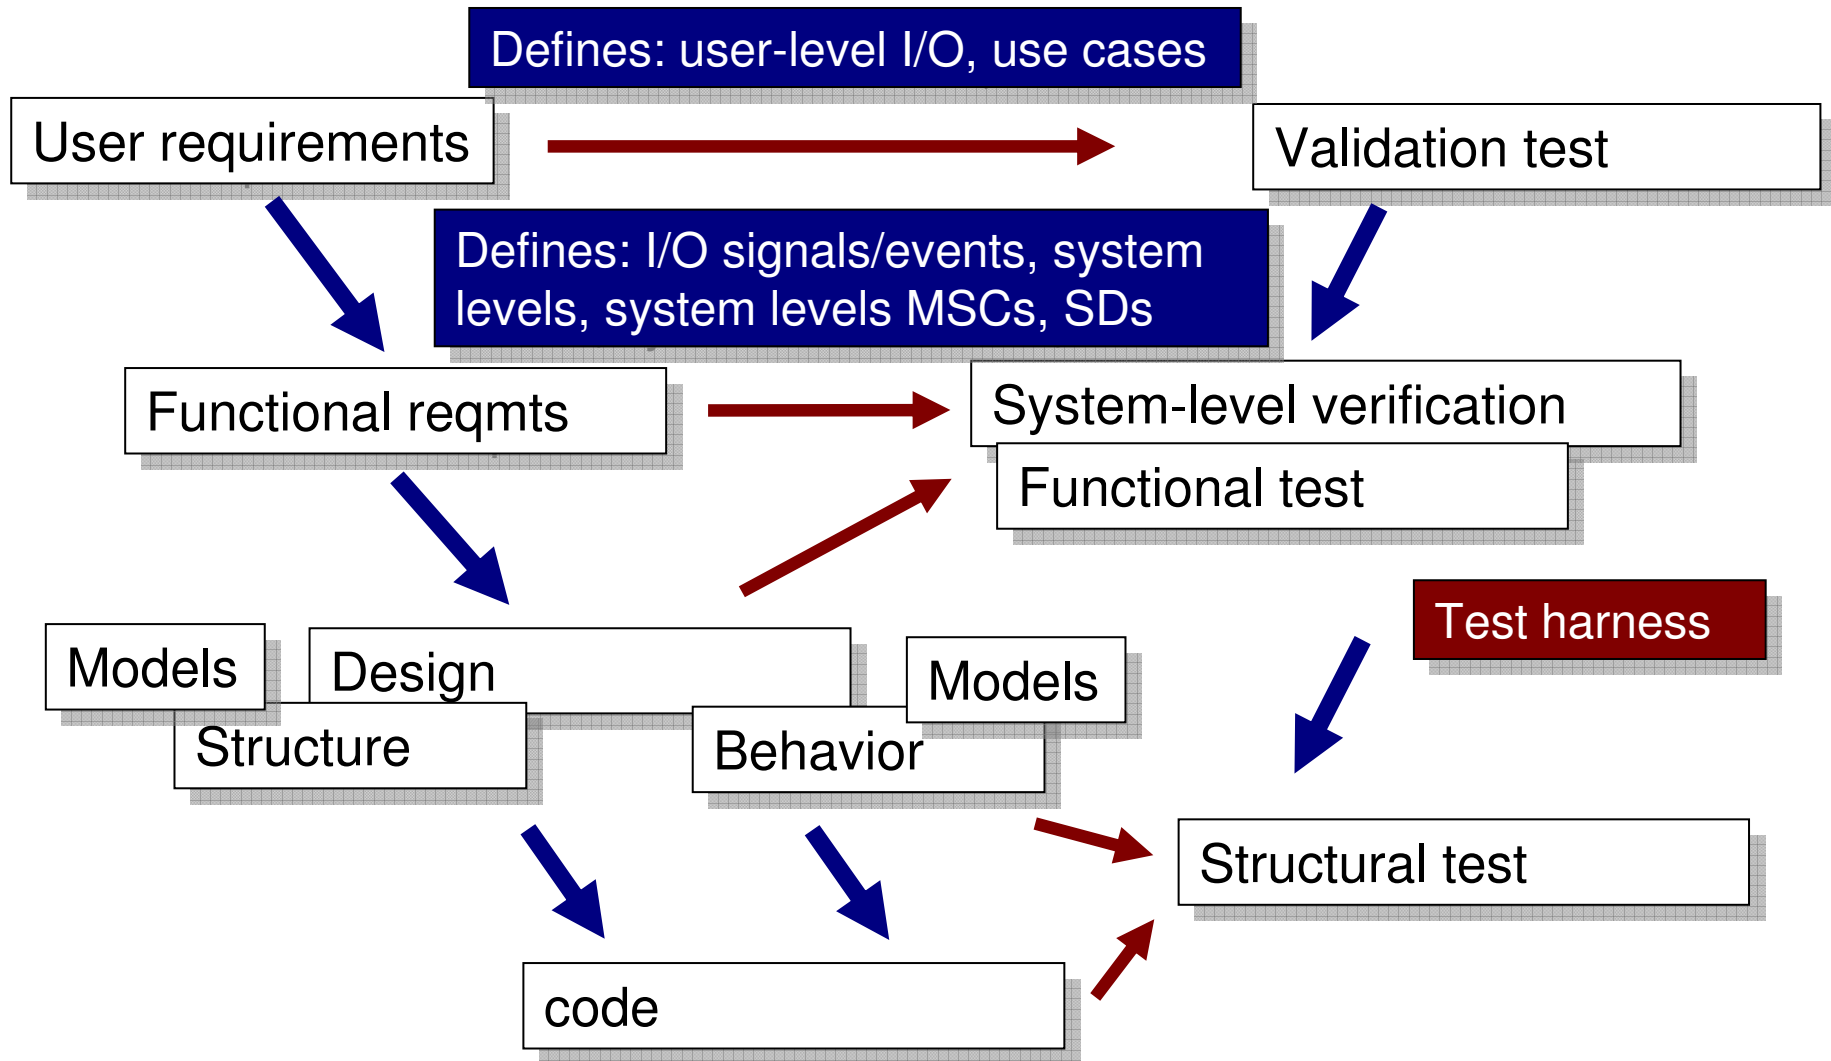 Defines: user-level I/O, use cases
User requirements
Validation test
Defines: I/O signals/events, system
levels, system levels MSCs, SDs
Functional reqmts
System-level verification
Functional test
Test harness
Models
Design
Models
Structure
Behavior
Structural test
code